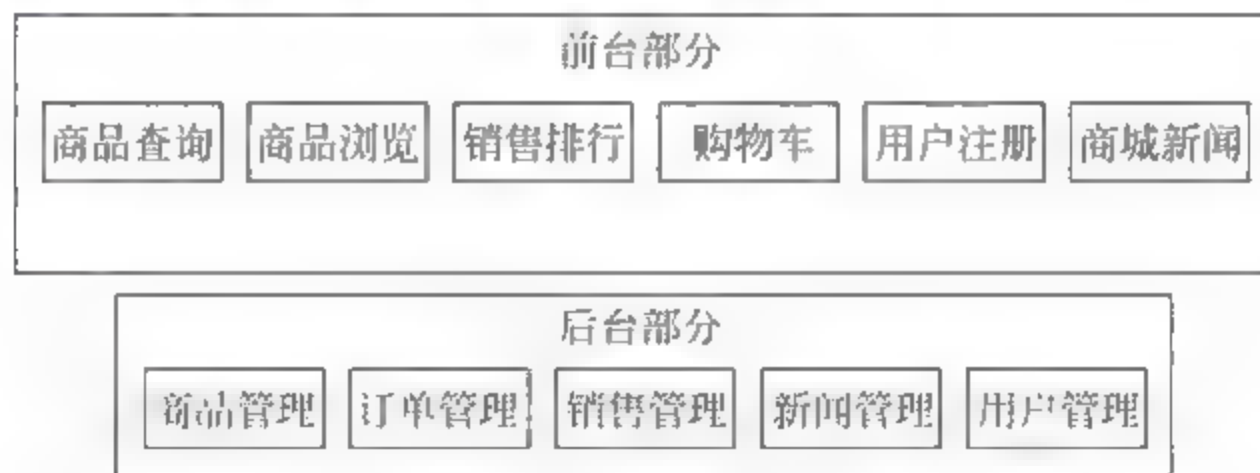 前台部分
商品查询 商品浏览 销售排行 购物车 用户注册 商城新闻
后台部分
商品管理 订单管理 销售管理 新闻管理 用户管理